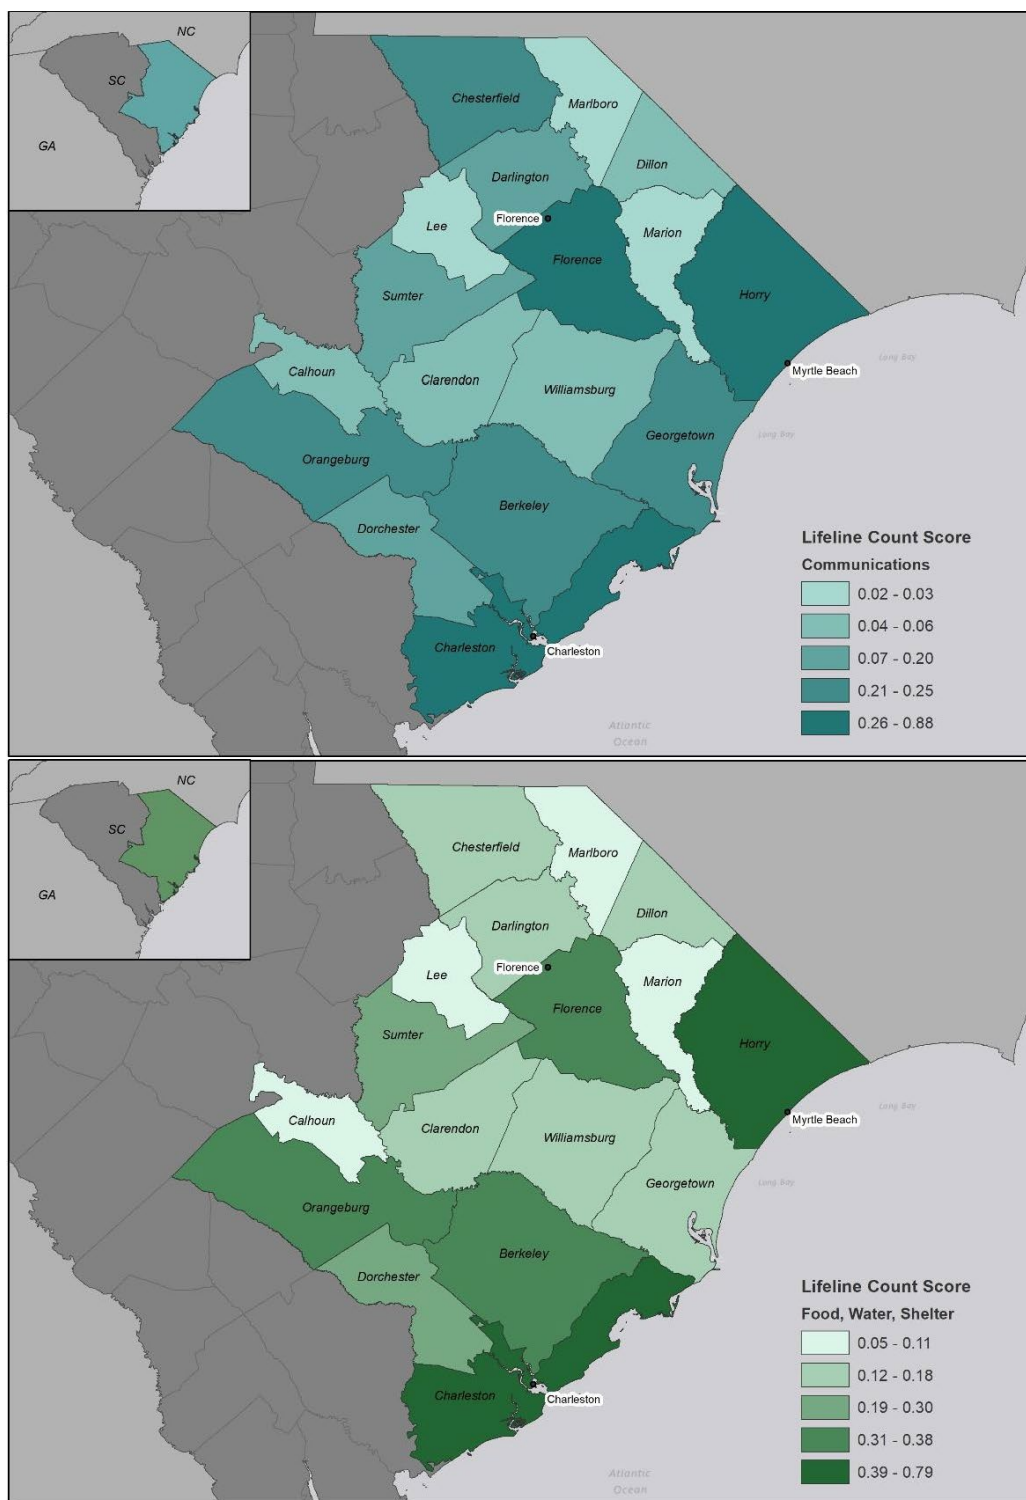 NC
SC
GA
Chesterfield
Marlboro
Darlington
Dillon
Florence
Lee
Marion
Florence
Horry
Sumter
Long Bay
Myrtle Beach
Calhoun
Clarendon
Williamsburg
Georgetown
Long Bay
Orangeburg
Berkeley
Dorchester
Lifeline Count Score
Communications
0.02 - 0.03
0.04 - 0.06
0.07 - 0.20
0.21 - 0.25
0.26 - 0.88
Charleston
Charleston
Atlantic
Ocean
NC
SC
GA
Chesterfield
Marlboro
Darlington
Dillon
Florence
Lee
Marion
Florence
Horry
Sumter
Long Bay
Myrtle Beach
Calhoun
Clarendon
Williamsburg
Georgetown
Long Bay
Orangeburg
Berkeley
Dorchester
Lifeline Count Score
Food, Water, Shelter
0.05 - 0.11
0.12 - 0.18
0.19 - 0.30
0.31 - 0.38
0.39 - 0.79
Charleston
Charleston
Atlantic
Ocean